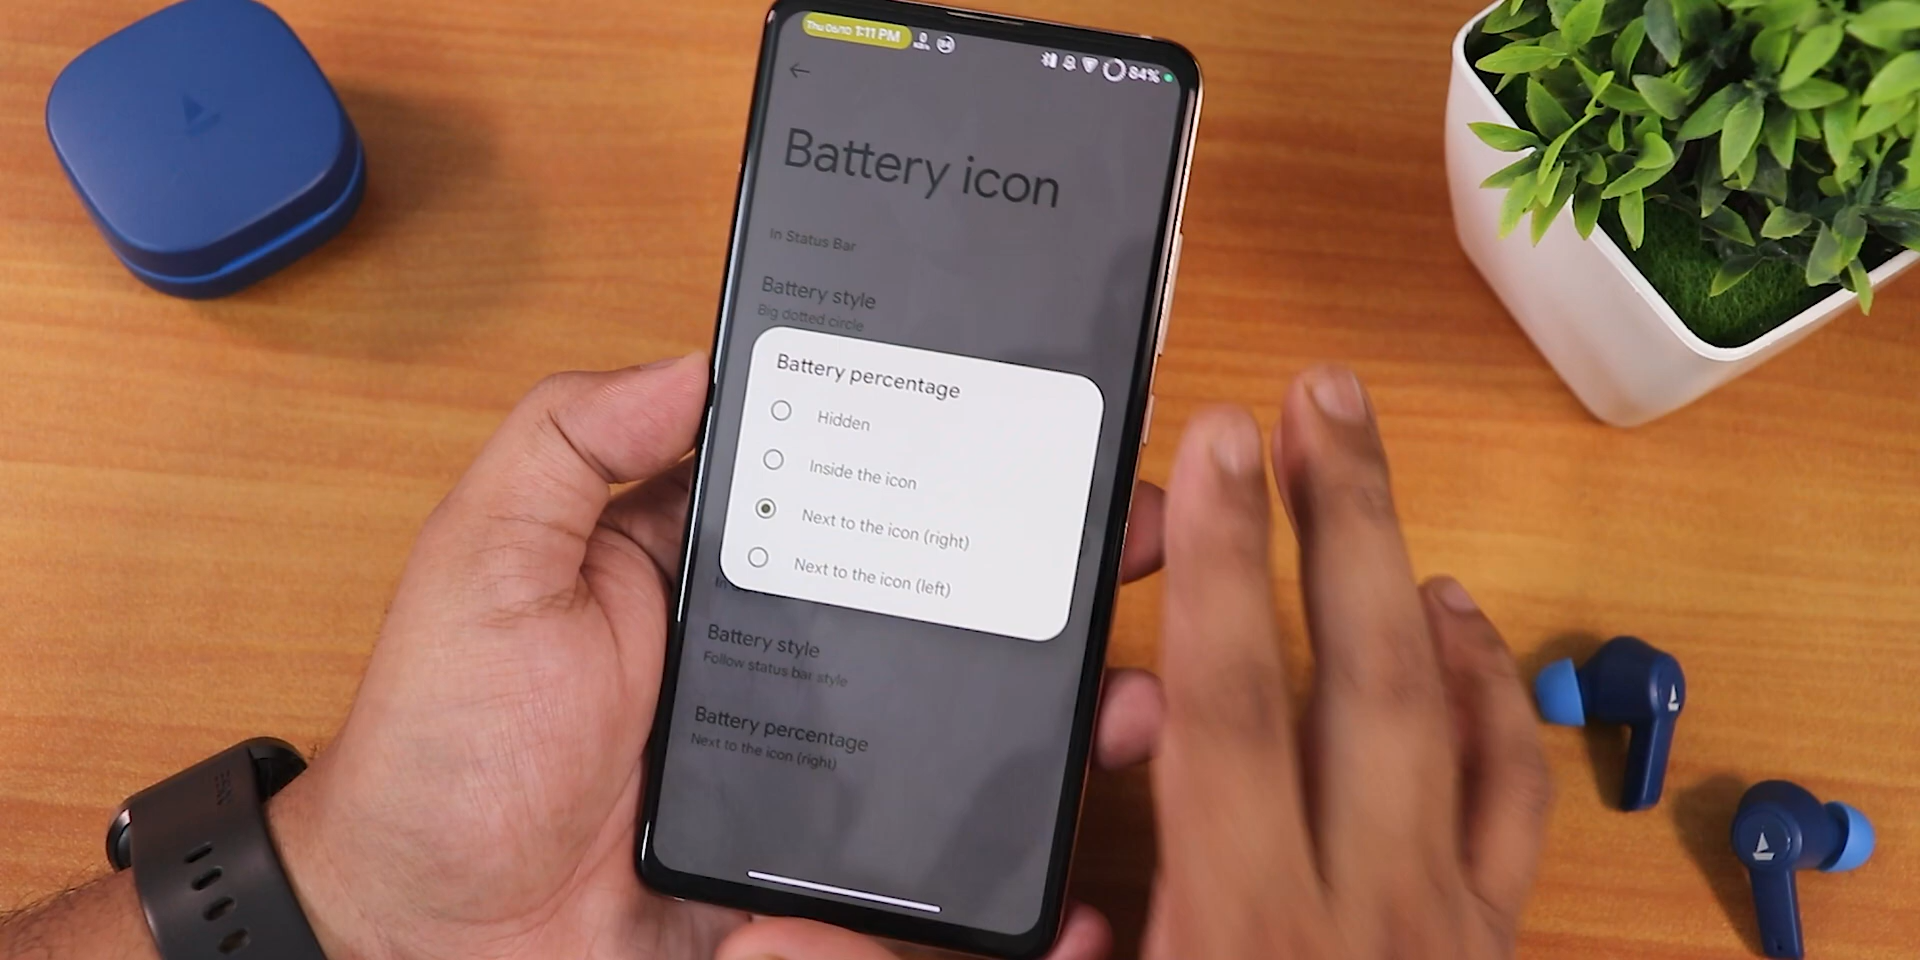 Thu 06/10 1:11 PM
84%
Battery icon
In Status Bar
Battery style
Big dotted circle
Battery percentage
Hidden
Inside the icon
Next to the icon (right)
Next to the icon (left)
In
Battery style
Follow status bar style
Battery percentage
Next to the icon (right)